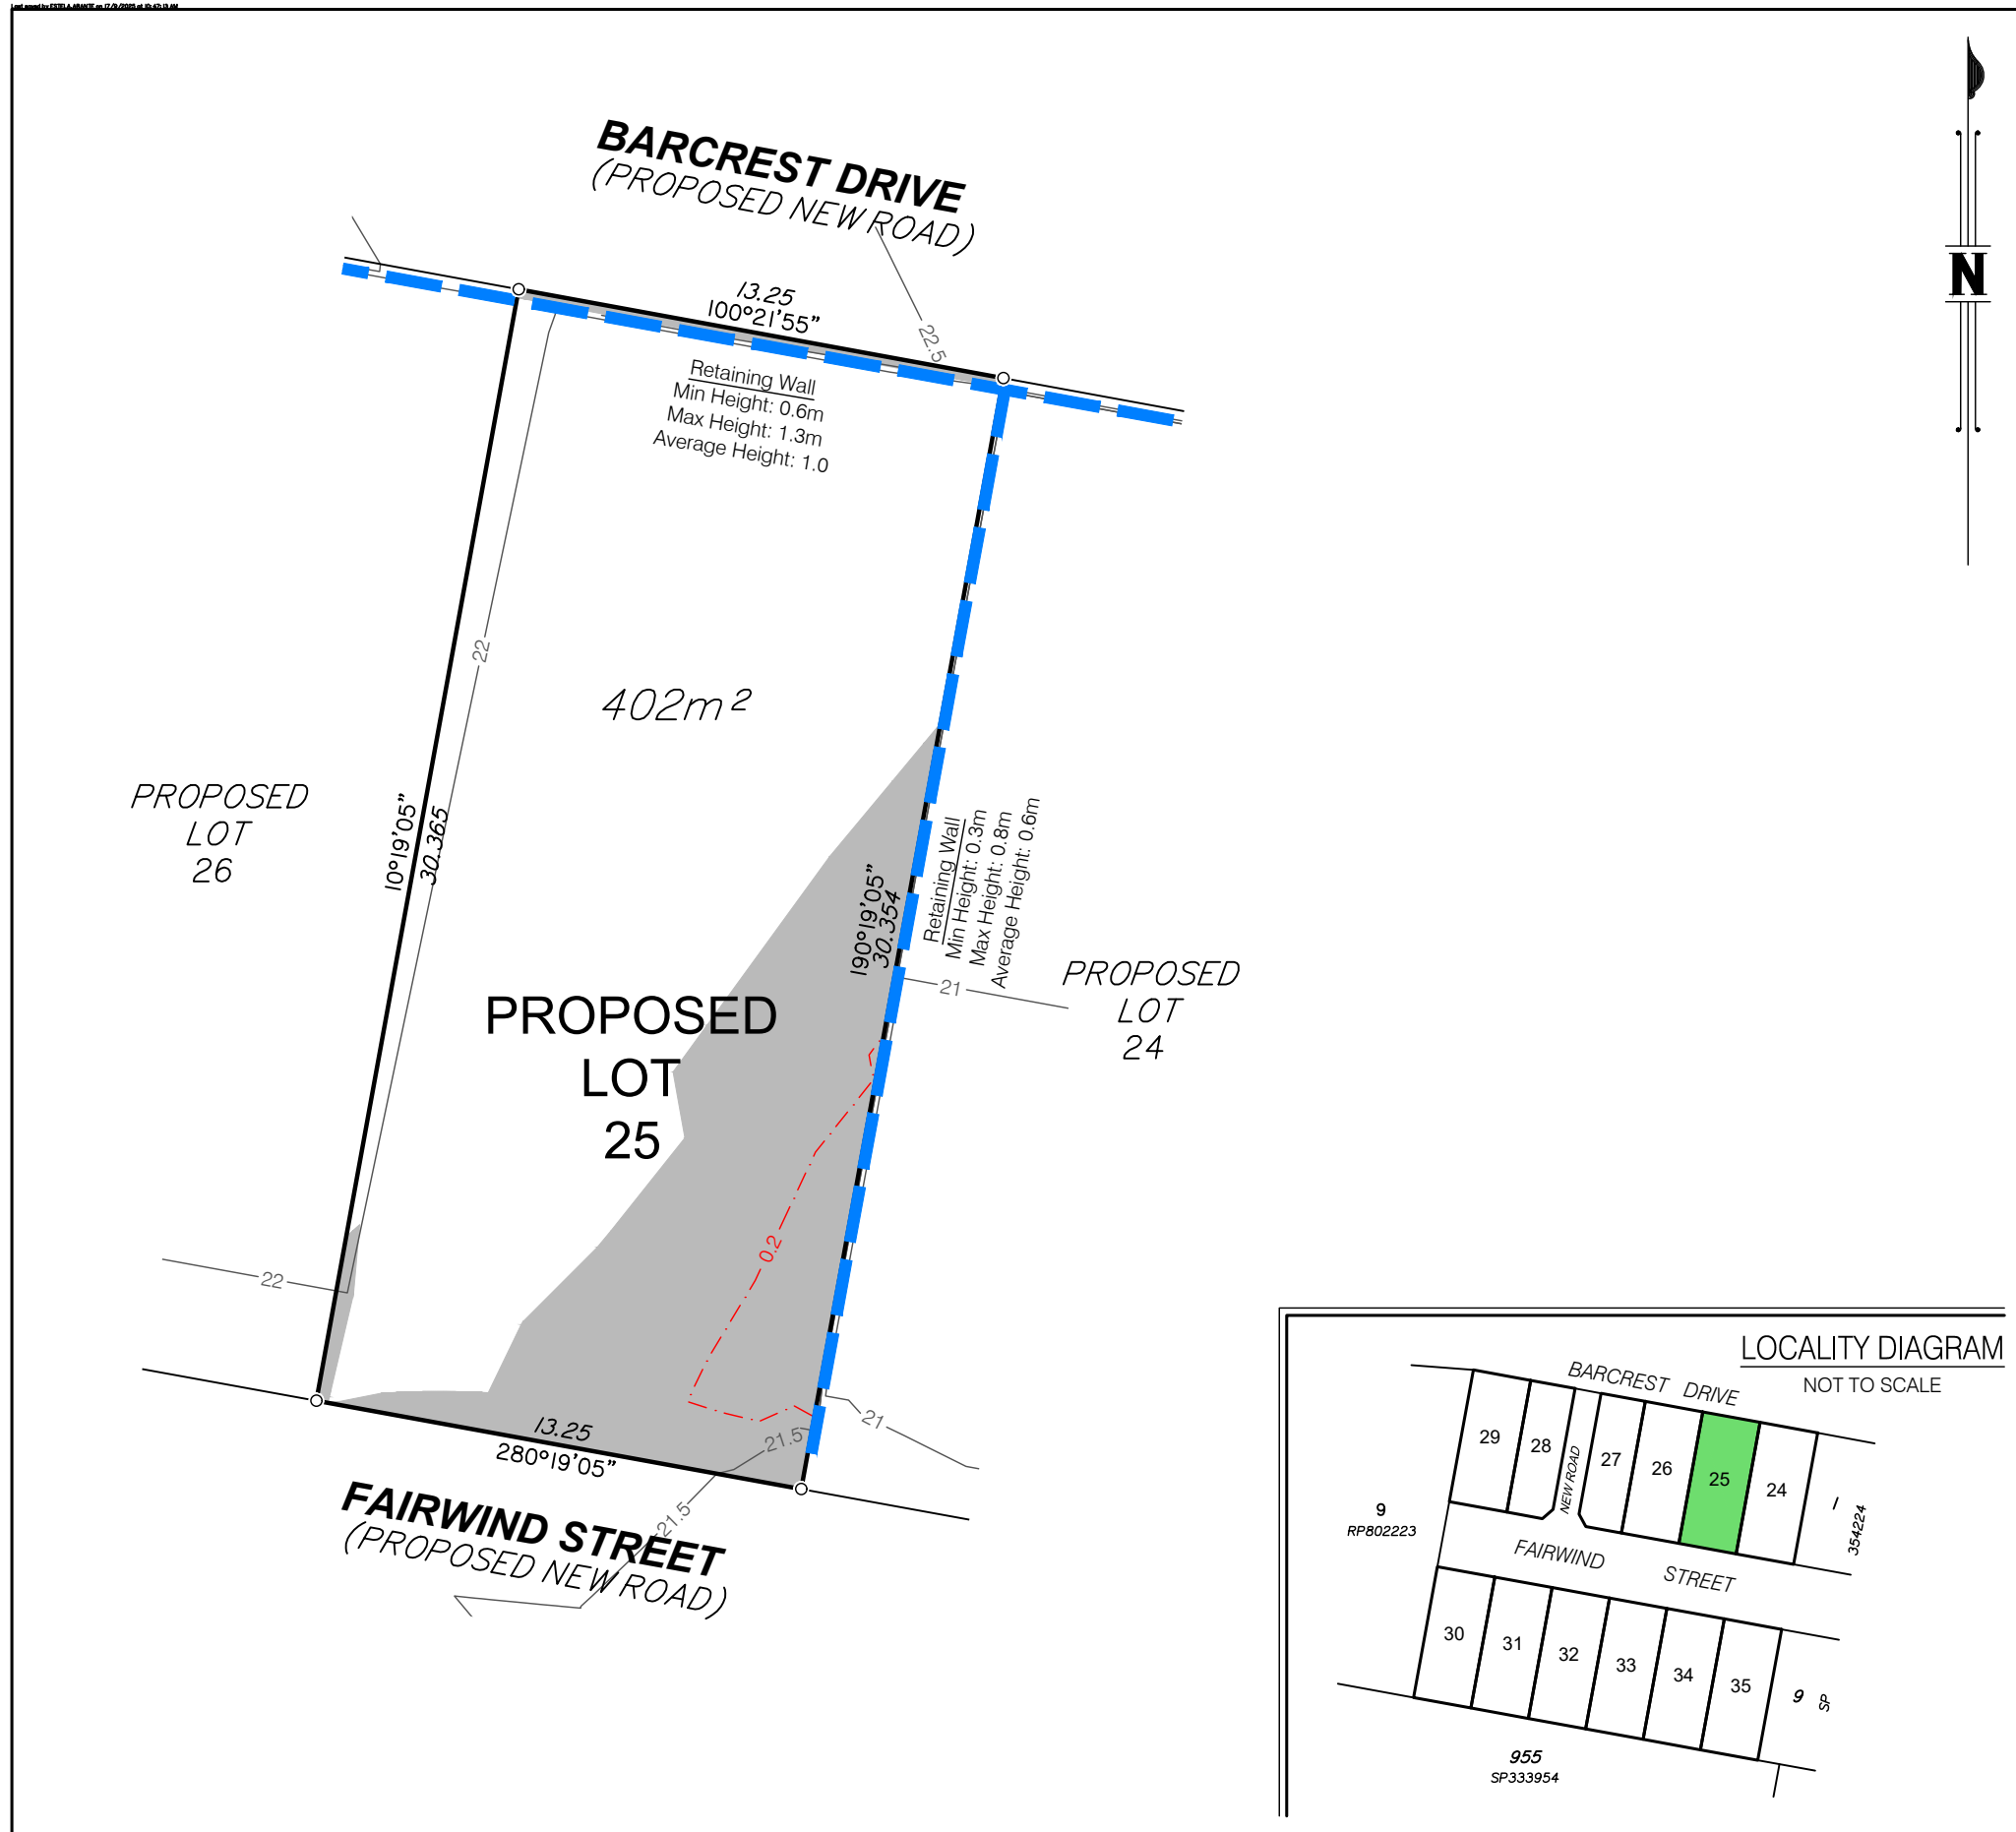 BARCREST DRIVE
(PROPOSED NEW ROAD)
N
13.25
100°21'55"
22.5
Retaining Wall
Min Height: 0.6m
Max Height: 1.3m
Average Height: 1.0
22
402m²
PROPOSED
LOT
26
10°19'05"
30.365
190°19'05"
30.354
Retaining Wall
Min Height: 0.3m
Max Height: 0.8m
Average Height: 0.6m
21
PROPOSED
LOT
24
PROPOSED
LOT
25
0.2
22
13.25
280°19'05"
21.5
21
21.5
FAIRWIND STREET
(PROPOSED NEW ROAD)
LOCALITY DIAGRAM
NOT TO SCALE
BARCREST DRIVE
29
28
NEW ROAD
27
26
25
24
1
354224
9
RP802223
FAIRWIND STREET
30
31
32
33
34
35
9
SP
955
SP333954